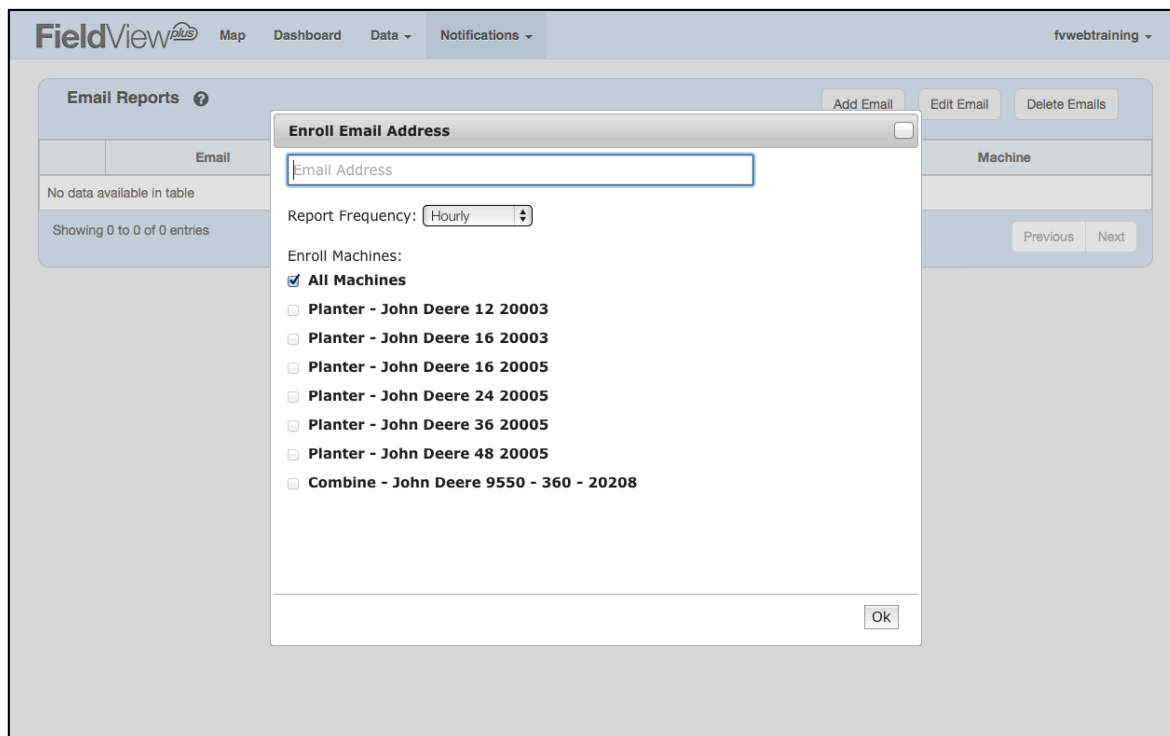 FieldView plus Map Dashboard Data Notifications fvwebtraining
Email Reports ? Add Email Edit Email Delete Emails
Enroll Email Address
Email Machine
Email Address
No data available in table
Report Frequency: Hourly
Showing 0 to 0 of 0 entries Previous Next
Enroll Machines:
All Machines
Planter - John Deere 12 20003
Planter - John Deere 16 20003
Planter - John Deere 16 20005
Planter - John Deere 24 20005
Planter - John Deere 36 20005
Planter - John Deere 48 20005
Combine - John Deere 9550 - 360 - 20208
Ok